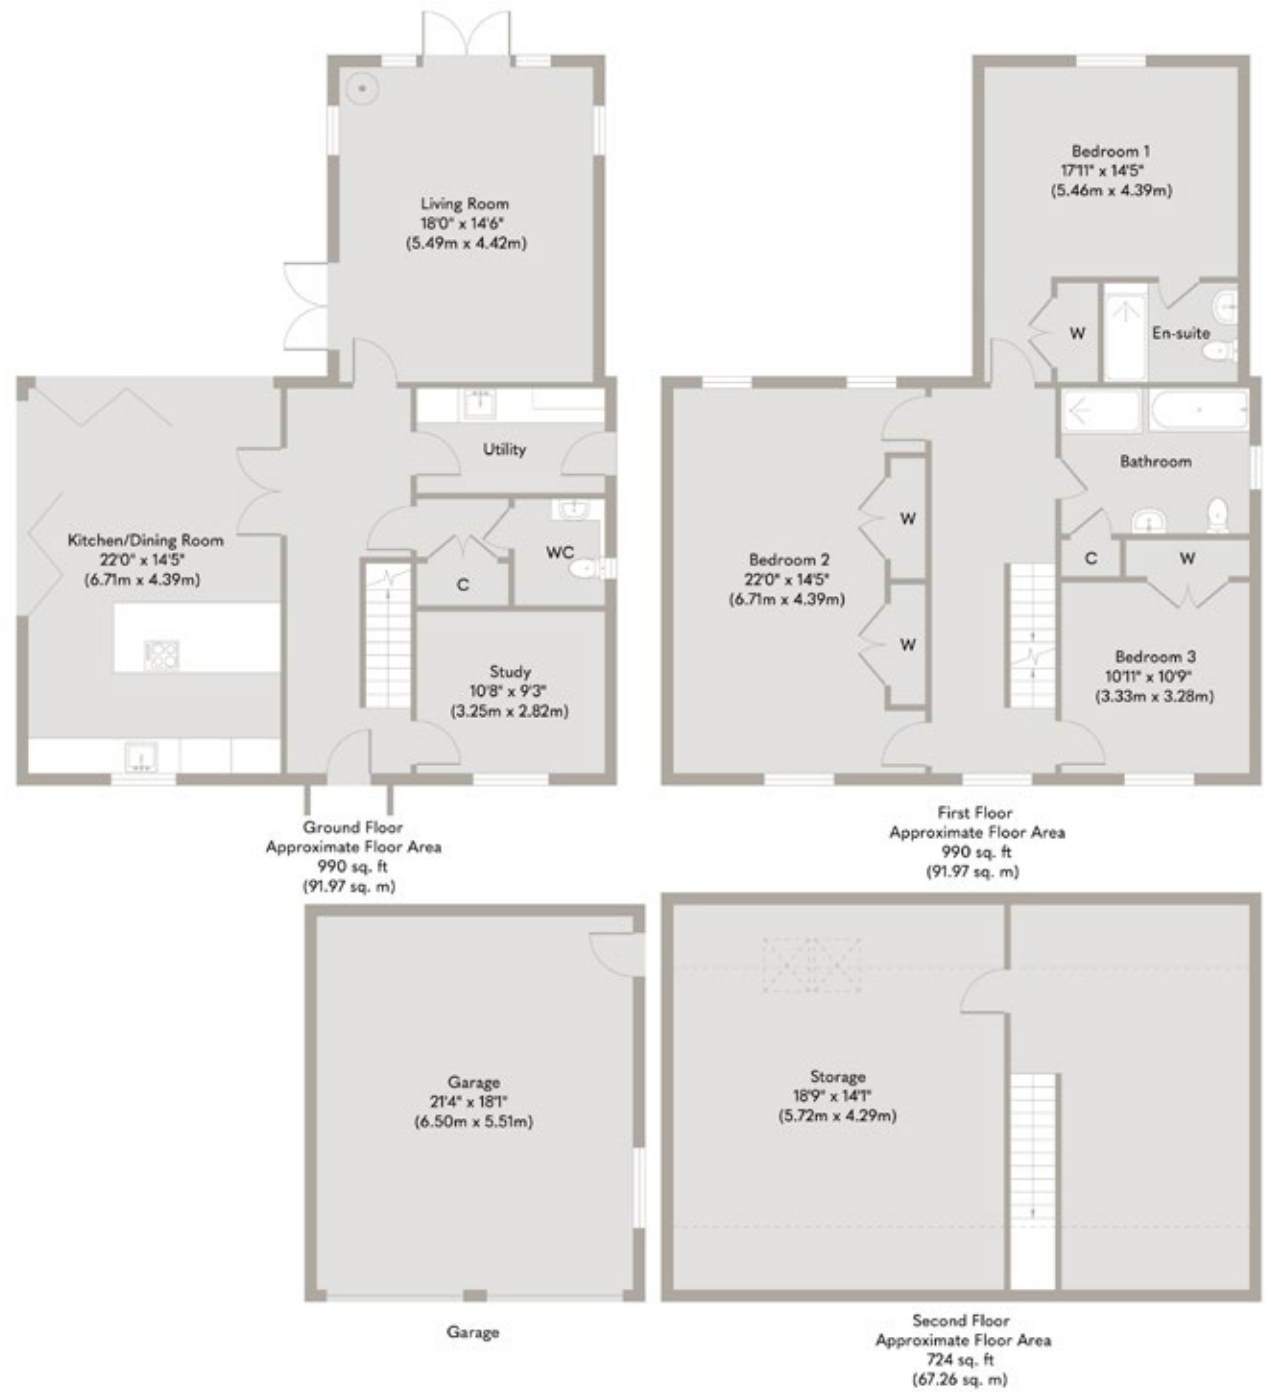 Living Room
18'0" x 14'6"
(5.49m x 4.42m)
Utility
Kitchen/Dining Room
22'0" x 14'5"
(6.71m x 4.39m)
WC
C
Study
10'8" x 9'3"
(3.25m x 2.82m)
Ground Floor
Approximate Floor Area
990 sq. ft
(91.97 sq. m)
Bedroom 1
17'11" x 14'5"
(5.46m x 4.39m)
W
En-suite
Bathroom
W
Bedroom 2
22'0" x 14'5"
(6.71m x 4.39m)
C
W
W
Bedroom 3
10'11" x 10'9"
(3.33m x 3.28m)
First Floor
Approximate Floor Area
990 sq. ft
(91.97 sq. m)
Garage
21'4" x 18'1"
(6.50m x 5.51m)
Garage
Storage
18'9" x 14'1"
(5.72m x 4.29m)
Second Floor
Approximate Floor Area
724 sq. ft
(67.26 sq. m)